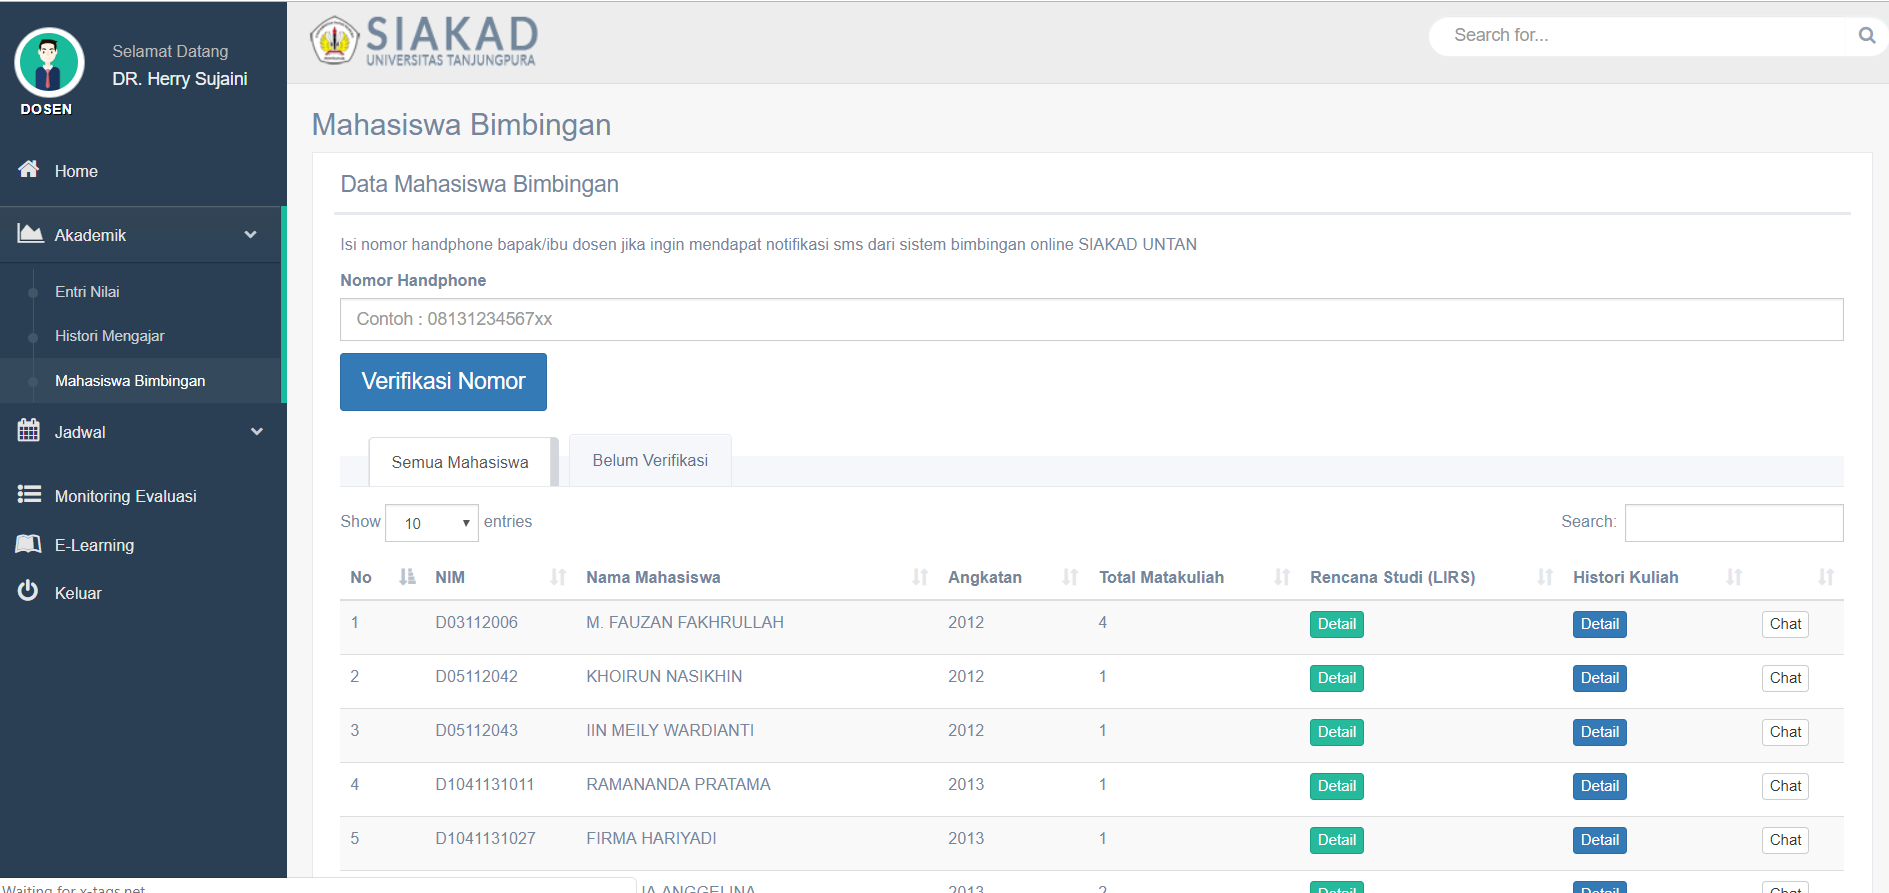 Selamat Datang
DR. Herry Sujaini
DOSEN
Home
Akademik
Entri Nilai
Histori Mengajar
Mahasiswa Bimbingan
Jadwal
Monitoring Evaluasi
E-Learning
Keluar
SIAKAD
UNIVERSITAS TANJUNGPURA
Search for...
Mahasiswa Bimbingan
Data Mahasiswa Bimbingan
Isi nomor handphone bapak/ibu dosen jika ingin mendapat notifikasi sms dari sistem bimbingan online SIAKAD UNTAN
Nomor Handphone
Contoh : 08131234567xx
Verifikasi Nomor
Semua Mahasiswa Belum Verifikasi
Show 10 entries Search:
No NIM Nama Mahasiswa Angkatan Total Matakuliah Rencana Studi (LIRS) Histori Kuliah
1 D03112006 M. FAUZAN FAKHRULLAH 2012 4 Detail Detail Chat
2 D05112042 KHOIRUN NASIKHIN 2012 1 Detail Detail Chat
3 D05112043 IIN MEILY WARDIANTI 2012 1 Detail Detail Chat
4 D1041131011 RAMANANDA PRATAMA 2013 1 Detail Detail Chat
5 D1041131027 FIRMA HARIYADI 2013 1 Detail Detail Chat
ANGGELINA 2013 2 Detail Detail Chat
Waiting for x-tags.net